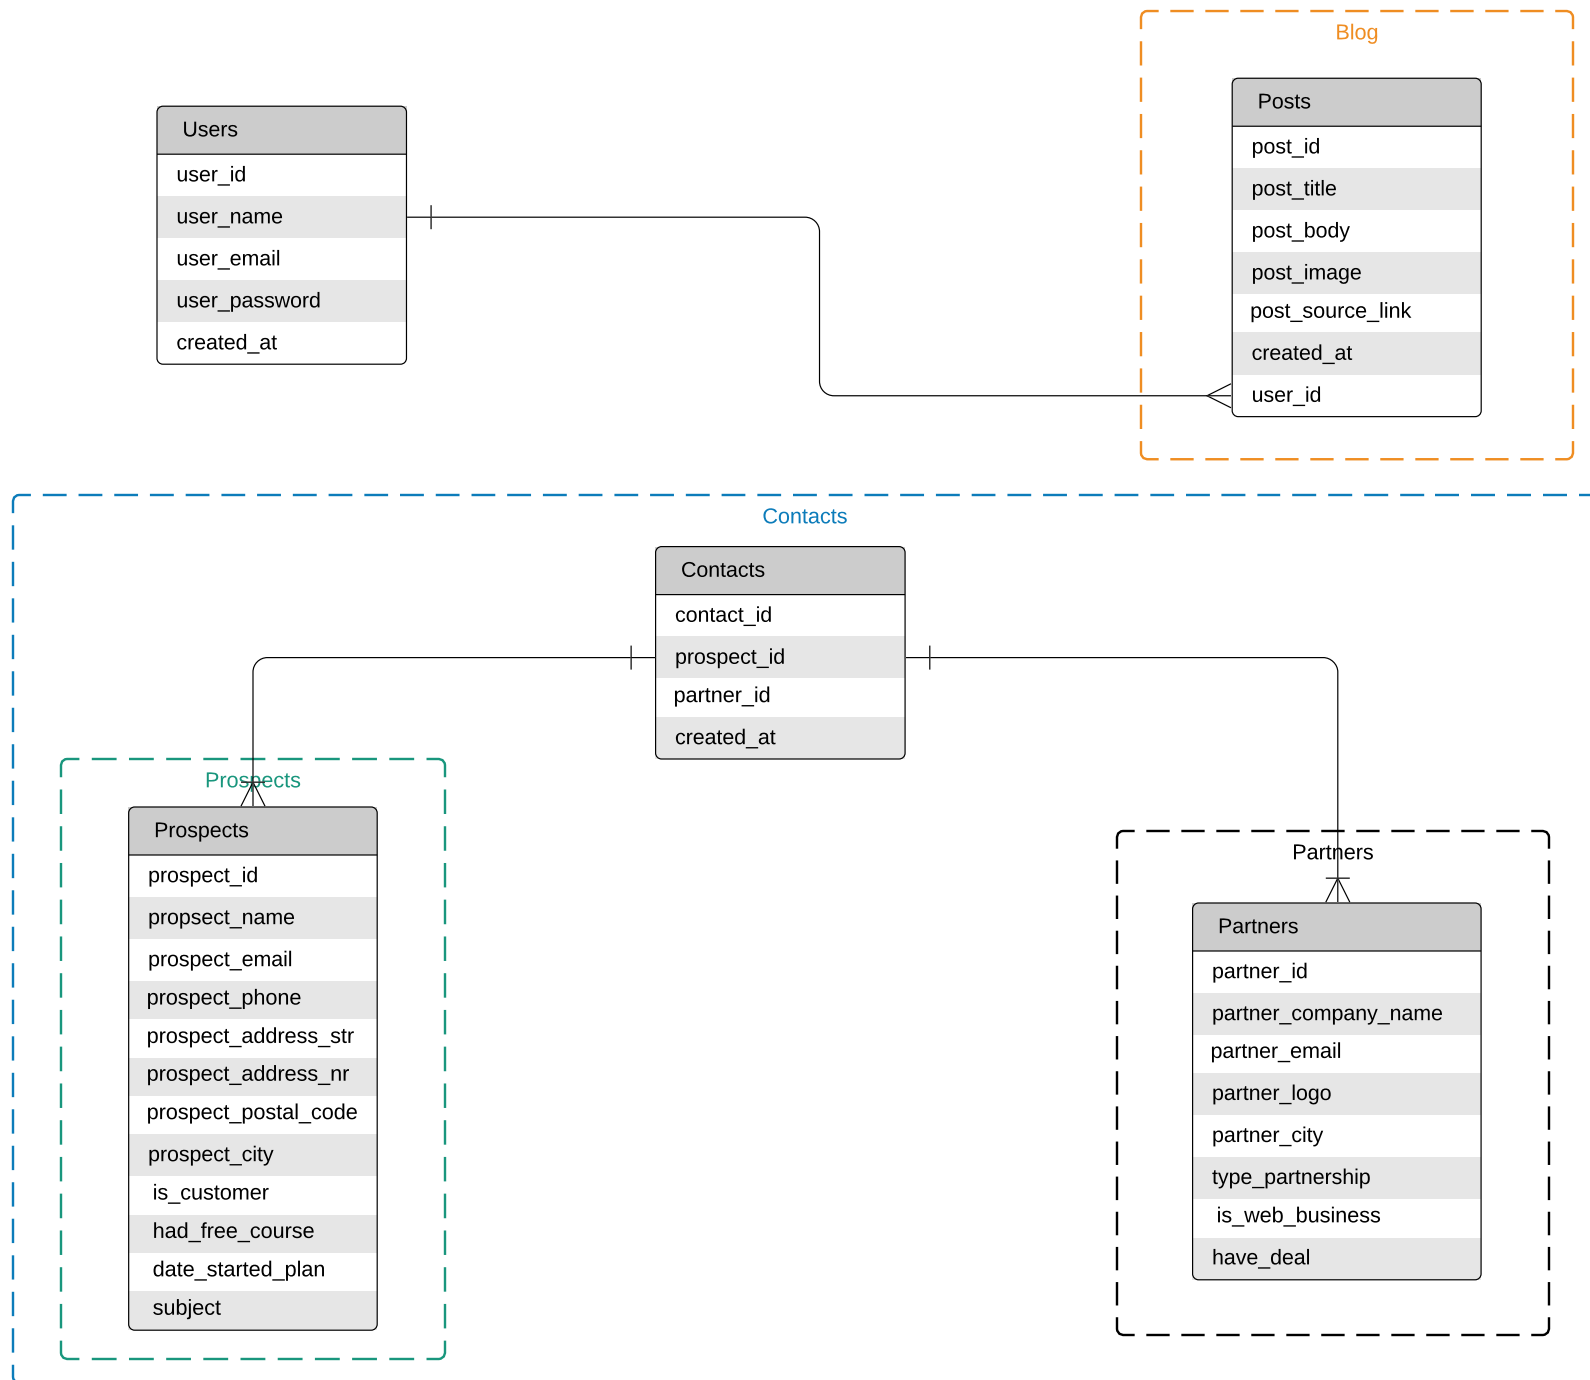 Blog
Users
user_id
user_name
user_email
user_password
created_at
Posts
post_id
post_title
post_body
post_image
post_source_link
created_at
user_id
Contacts
Contacts
contact_id
prospect_id
partner_id
created_at
Prospects
Prospects
prospect_id
propsect_name
prospect_email
prospect_phone
prospect_address_str
prospect_address_nr
prospect_postal_code
prospect_city
is_customer
had_free_course
date_started_plan
subject
Partners
Partners
partner_id
partner_company_name
partner_email
partner_logo
partner_city
type_partnership
is_web_business
have_deal